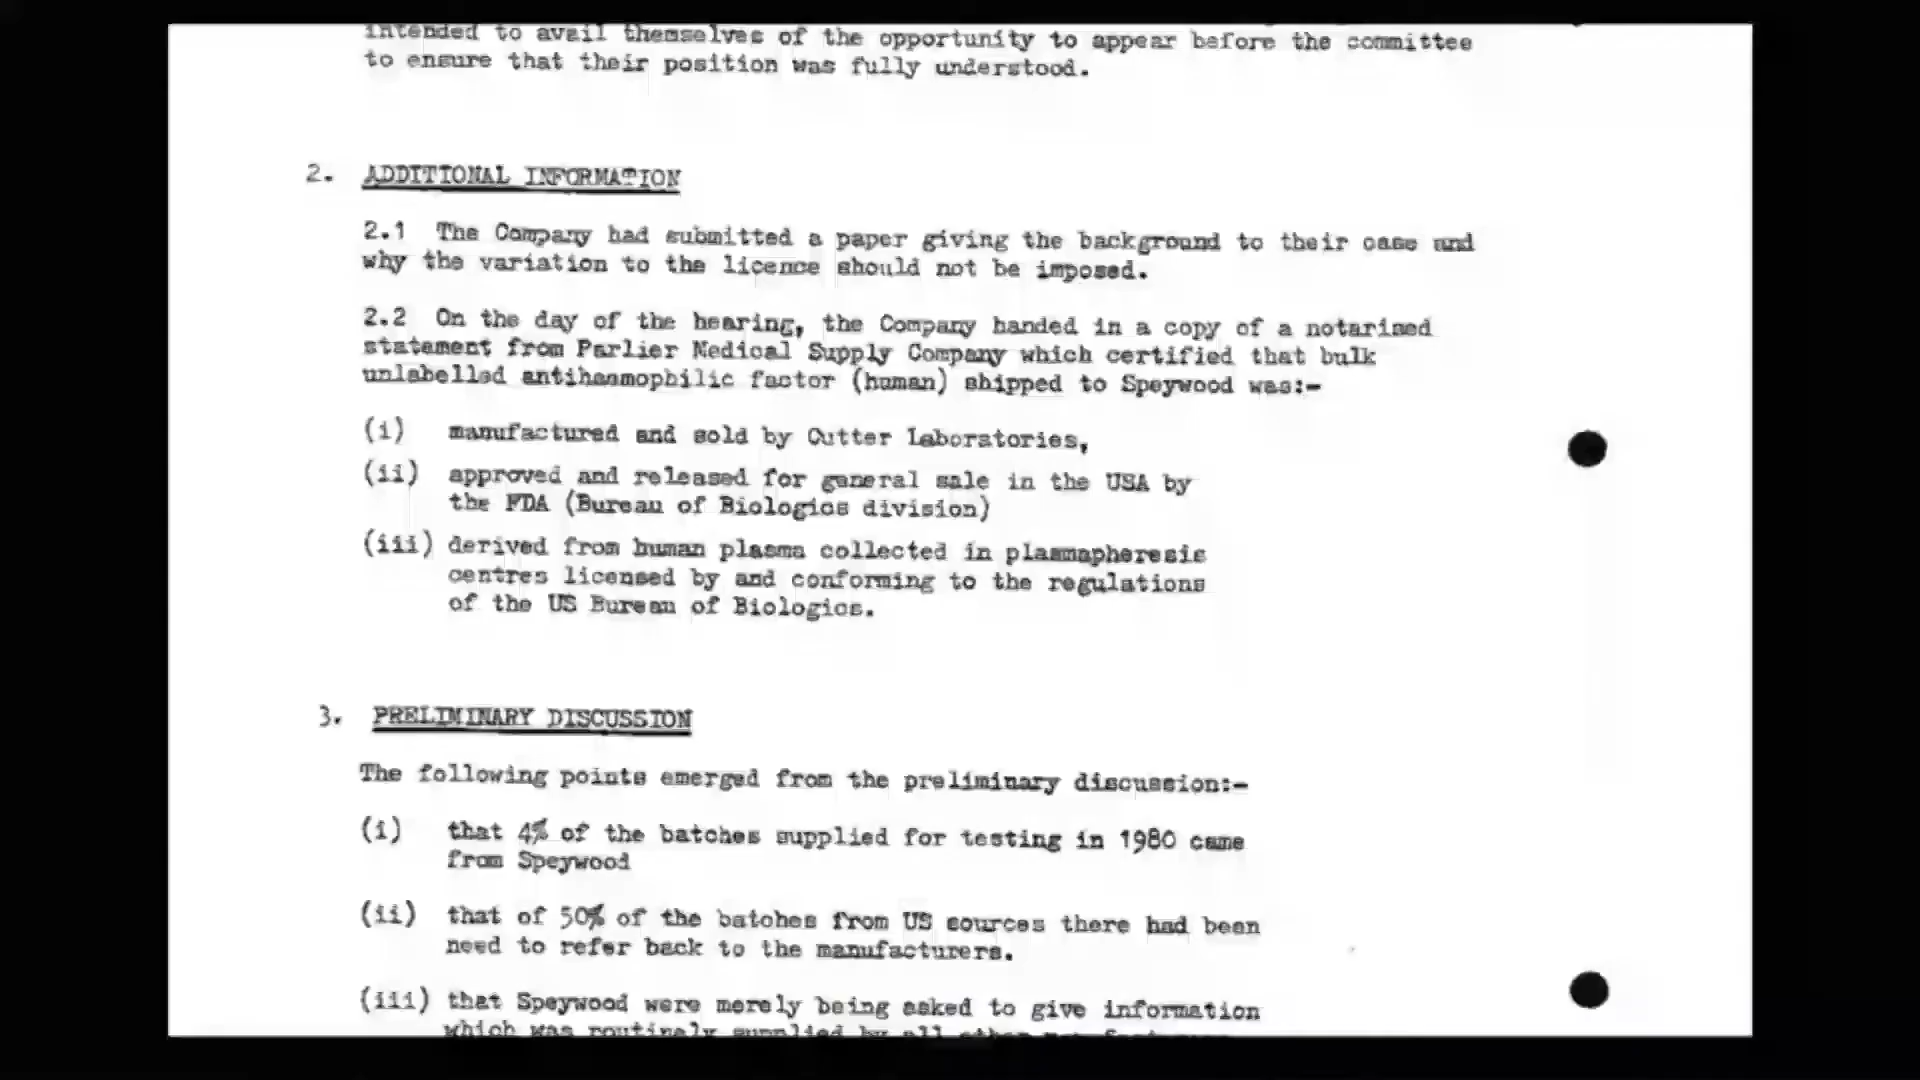 intended to avail themselves of the opportunity to appear before the committee
to ensure that their position was fully understood.
2. ADDITIONAL INFORMATION
2.1 The Company had submitted a paper giving the background to their case and
why the variation to the licence should not be imposed.
2.2 On the day of the hearing, the Company handed in a copy of a notarised
statement from Parlier Medical Supply Company which certified that bulk
unlabelled antihaemophilic factor (human) shipped to Speywood was:-
(i) manufactured and sold by Cutter Laboratories,
(ii) approved and released for general sale in the USA by
the FDA (Bureau of Biologics division)
(iii) derived from human plasma collected in plasmapheresis
centres licensed by and conforming to the regulations
of the US Bureau of Biologics.
3. PRELIMINARY DISCUSSION
The following points emerged from the preliminary discussion:-
(i) that 4% of the batches supplied for testing in 1980 came
from Speywood
(ii) that of 50% of the batches from US sources there had been
need to refer back to the manufacturers.
(iii) that Speywood were merely being asked to give information
which was routinely supplied by all other